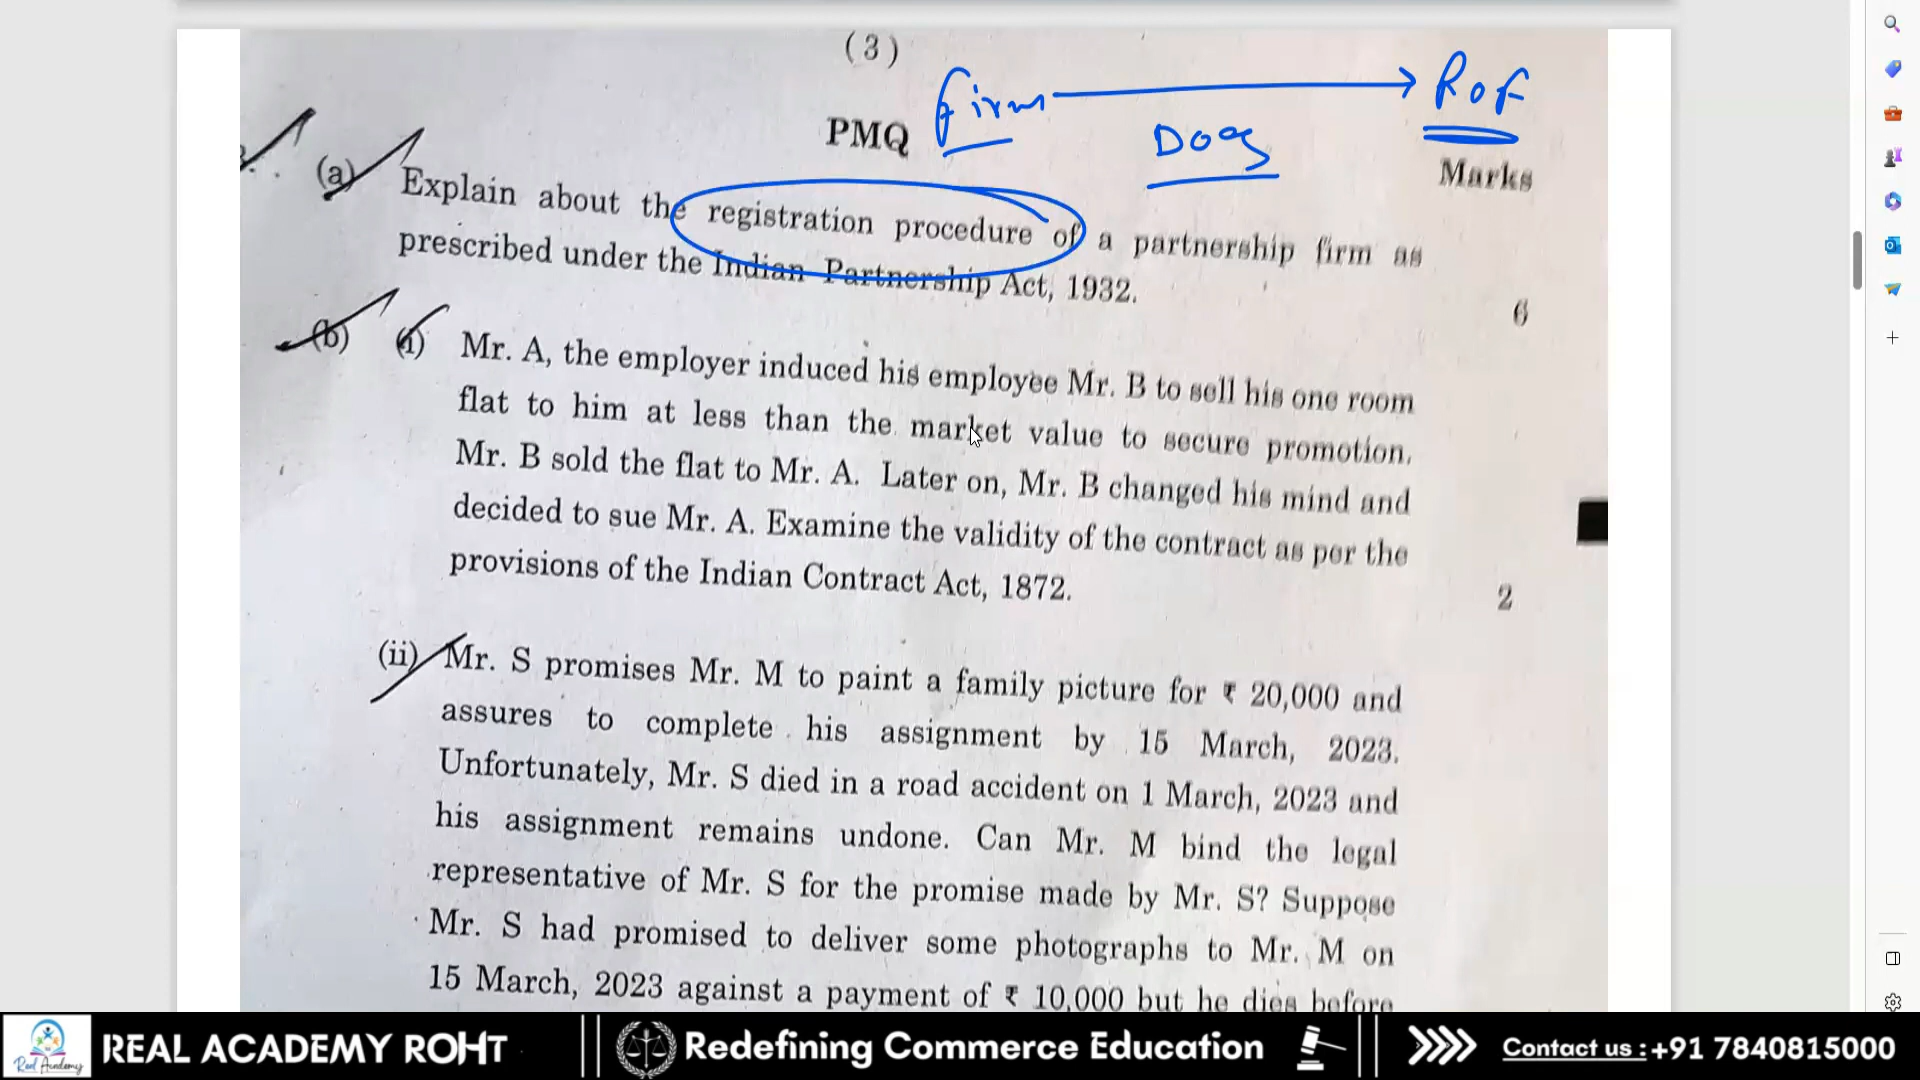 (3)
Firm → RoF
PMQ
Docs
Marks
(a) Explain about the registration procedure of a partnership firm as
prescribed under the Indian Partnership Act, 1932.
6
(b) (i) Mr. A, the employer induced his employee Mr. B to sell his one room
flat to him at less than the market value to secure promotion.
Mr. B sold the flat to Mr. A. Later on, Mr. B changed his mind and
decided to sue Mr. A. Examine the validity of the contract as per the
provisions of the Indian Contract Act, 1872.
2
(ii) Mr. S promises Mr. M to paint a family picture for ₹ 20,000 and
assures to complete his assignment by 15 March, 2023.
Unfortunately, Mr. S died in a road accident on 1 March, 2023 and
his assignment remains undone. Can Mr. M bind the legal
representative of Mr. S for the promise made by Mr. S? Suppose
Mr. S had promised to deliver some photographs to Mr. M on
15 March, 2023 against a payment of ₹ 10,000 but he dies before
Real Academy
REAL ACADEMY ROHT
Redefining Commerce Education
Contact us : +91 7840815000